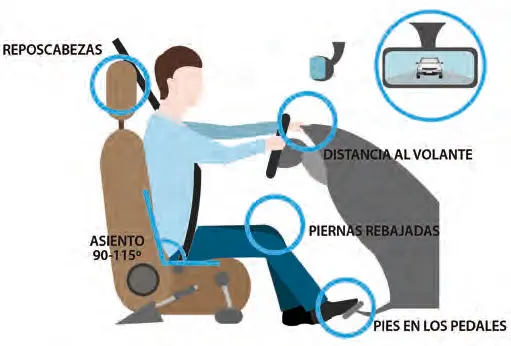 REPOSCABEZAS
DISTANCIA AL VOLANTE
PIERNAS REBAJADAS
ASIENTO
90-115º
PIES EN LOS PEDALES